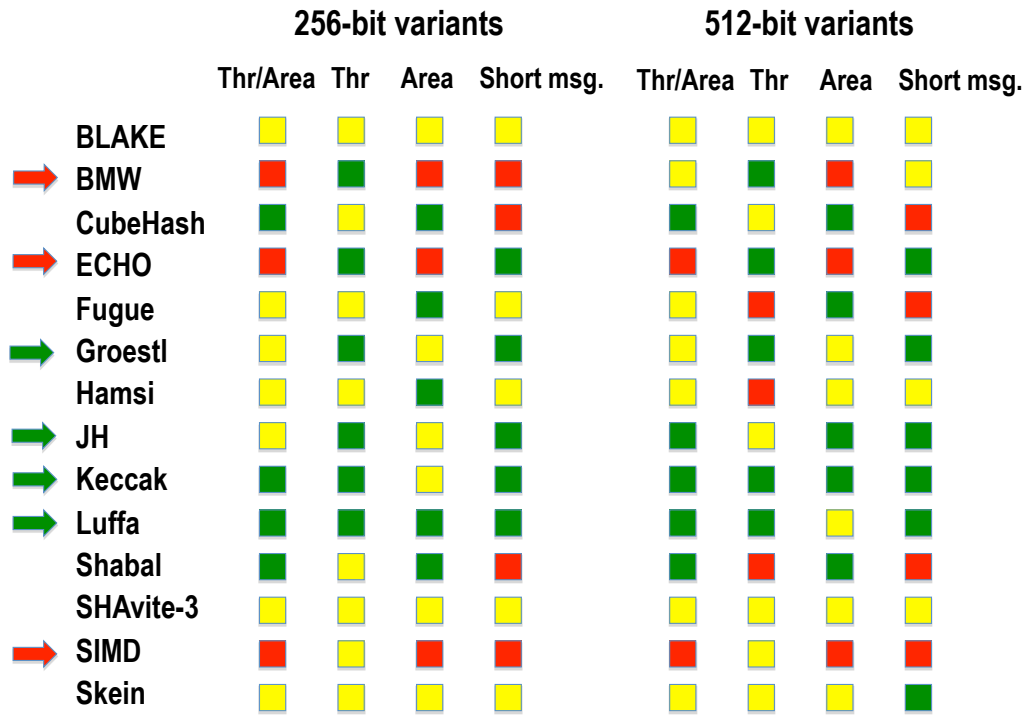 256-bit variants 512-bit variants
Thr/Area Thr Area Short msg. Thr/Area Thr Area Short msg.
BLAKE
BMW
CubeHash
ECHO
Fugue
Groestl
Hamsi
JH
Keccak
Luffa
Shabal
SHAvite-3
SIMD
Skein